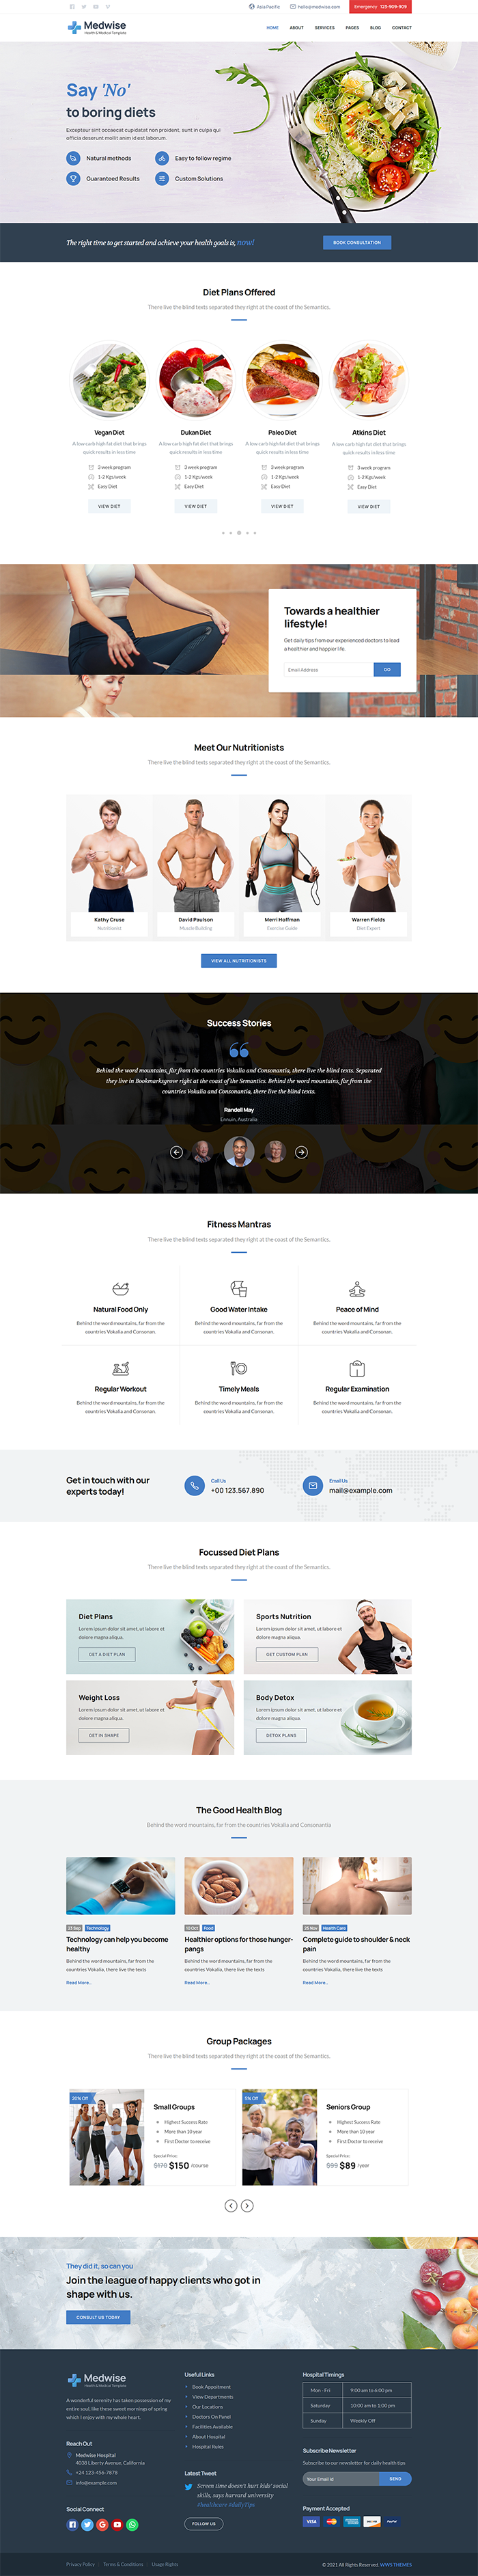 Asia Pacific
hello@medwise.com
Emergency: 123-909-909
Medwise
Health & Medical Template
HOME
ABOUT
SERVICES
PAGES
BLOG
CONTACT
Say 'No'
to boring diets
Excepteur sint occaecat cupidatat non proident, sunt in culpa qui
officia deserunt mollit anim id est laborum.
Natural methods
Easy to follow regime
Guaranteed Results
Custom Solutions
The right time to get started and achieve your health goals is, now!
BOOK CONSULTATION
Diet Plans Offered
There live the blind texts separated they right at the coast of the Semantics.
Vegan Diet
A low-carb high fat diet that brings
quick results in less time
3 week program
1-2 Kgs/week
Easy Diet
VIEW DIET
Dukan Diet
A low-carb high fat diet that brings
quick results in less time
3 week program
1-2 Kgs/week
Easy Diet
VIEW DIET
Paleo Diet
A low-carb high fat diet that brings
quick results in less time
3 week program
1-2 Kgs/week
Easy Diet
VIEW DIET
Atkins Diet
A low-carb high fat diet that brings
quick results in less time
3 week program
1-2 Kgs/week
Easy Diet
VIEW DIET
Towards a healthier
lifestyle!
Get daily tips from our experienced doctors to lead
a healthier and happier life.
Email Address
GO
Meet Our Nutritionists
There live the blind texts separated they right at the coast of the Semantics.
Kathy Cruse
Nutritionist
David Paulson
Muscle Building
Merri Hoffman
Exercise Guide
Warren Fields
Diet Expert
VIEW ALL NUTRITIONISTS
Success Stories
Behind the word mountains, far from the countries Vokalia and Consontania, there live the blind texts. Separated
they live in Bookmarksgrove right at the coast of the Semantics. Behind the word mountains, far from the
countries Vokalia and Consontania, there live the blind texts.
Randell May
Ennuin, Australia
Fitness Mantras
There live the blind texts separated they right at the coast of the Semantics.
Natural Food Only
Behind the word mountains, far from the
countries Vokalia and Consonan.
Good Water Intake
Behind the word mountains, far from the
countries Vokalia and Consonan.
Peace of Mind
Behind the word mountains, far from the
countries Vokalia and Consonan.
Regular Workout
Behind the word mountains, far from the
countries Vokalia and Consonan.
Timely Meals
Behind the word mountains, far from the
countries Vokalia and Consonan.
Regular Examination
Behind the word mountains, far from the
countries Vokalia and Consonan.
Get in touch with our
experts today!
Call Us
+00 123.567.890
Email Us
mail@example.com
Focussed Diet Plans
There live the blind texts separated they right at the coast of the Semantics.
Diet Plans
Lorem ipsum dolor sit amet, ut labore et
dolore magna aliqua.
GET A DIET PLAN
Sports Nutrition
Lorem ipsum dolor sit amet, ut labore et
dolore magna aliqua.
GET CUSTOM PLAN
Weight Loss
Lorem ipsum dolor sit amet, ut labore et
dolore magna aliqua.
GET IN SHAPE
Body Detox
Lorem ipsum dolor sit amet, ut labore et
dolore magna aliqua.
DETOX PLANS
The Good Health Blog
Behind the word mountains, far from the countries Vokalia and Consonantia
23 Sep
Technology
Technology can help you become
healthy
Behind the word mountains, far from the
countries Vokalia, there live the texts
Read More..
10 Oct
Food
Healthier options for those hunger-
pangs
Behind the word mountains, far from the
countries Vokalia, there live the texts
Read More..
25 Nov
Health Care
Complete guide to shoulder & neck
pain
Behind the word mountains, far from the
countries Vokalia, there live the texts
Read More..
Group Packages
There live the blind texts separated they right at the coast of the Semantics.
20% Off
Small Groups
Highest Success Rate
More than 10 year
First Doctor to receive
Special Price:
$170 $150 /course
5% Off
Seniors Group
Highest Success Rate
More than 10 year
First Doctor to receive
Special Price:
$99 $89 /year
They did it, so can you
Join the league of happy clients who got in
shape with us.
CONSULT US TODAY
Medwise
Health & Medical Template
A wonderful serenity has taken possession of my
entire soul, like these sweet mornings of spring
which I enjoy with my whole heart.
Reach Out
Medwise Hospital
4038 Liberty Avenue, California
+24 123-456-7878
info@example.com
Social Connect
Useful Links
Book Appoitment
View Departments
Our Locations
Doctors On Panel
Facilities Available
About Hospital
Hospital Rules
Latest Tweet
Screen time doesn't hurt kids' social
skills, says harvard university
#healthcare #dailyTips
FOLLOW US
Hospital Timings
Mon - Fri
9:00 am to 6:00 pm
Saturday
10:00 am to 1:00 pm
Sunday
Weekly Off
Subscribe Newsletter
Subscribe to our newsletter for daily health tips
Your Email id
SEND
Payment Accepted
VISA
PayPal
Privacy Policy
Terms & Conditions
Usage Rights
© 2021 All Rights Reserved. WWS THEMES